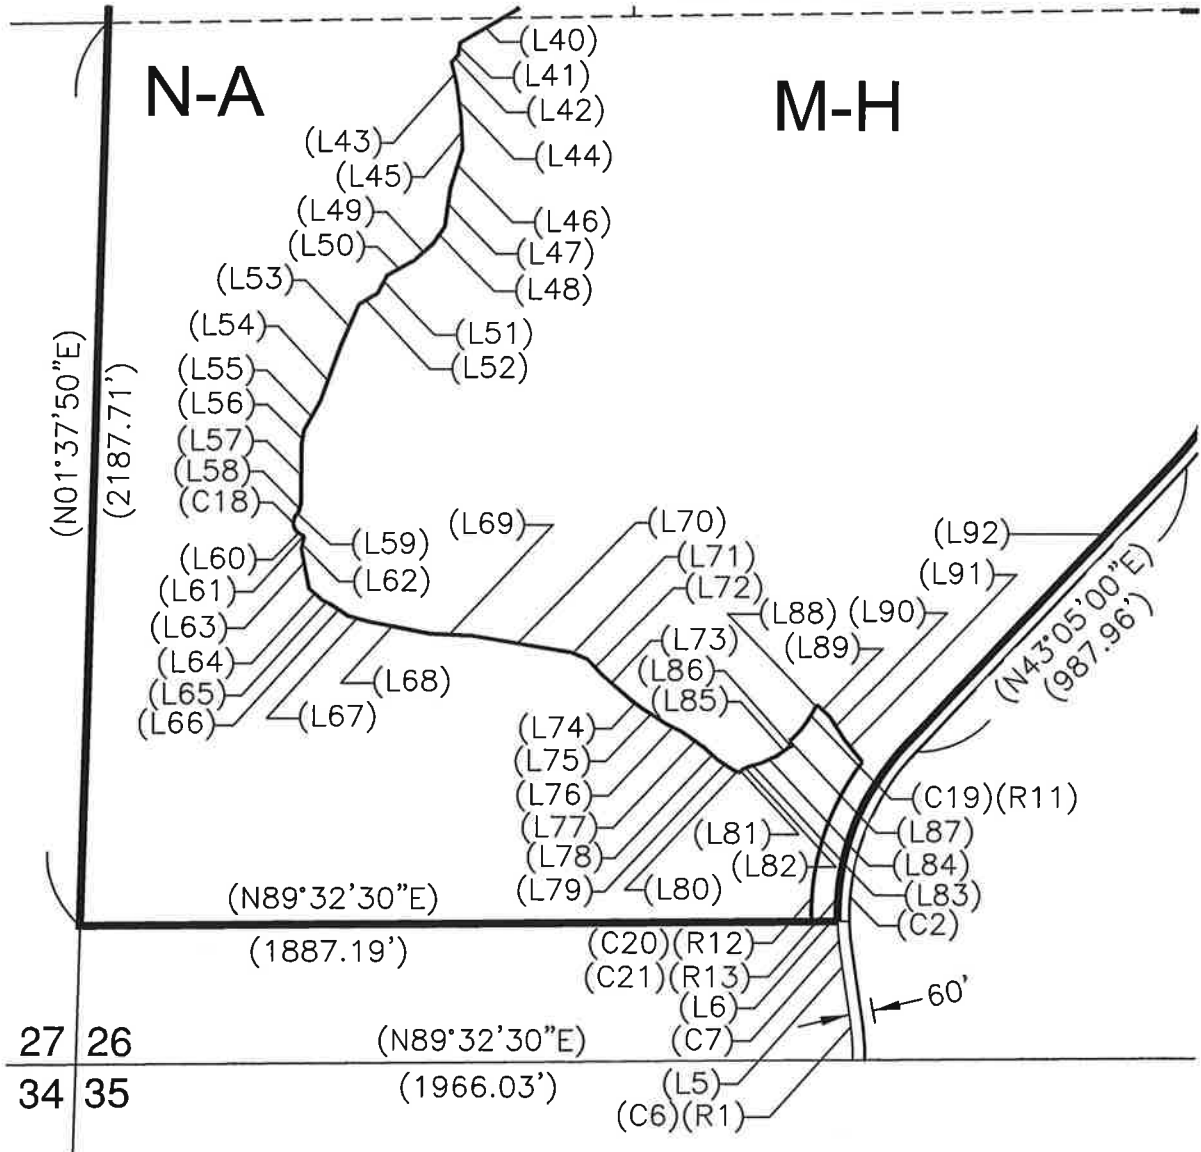 (L40)
N-A
(L41)
M-H
(L42)
(L43)
(L44)
(L45)
(L49)
(L46)
(L50)
(L47)
(L53)
(L48)
(L54)
(L51)
(L52)
(L55)
(L56)
(N01°37'50"E)
(2187.71')
(L57)
(L58)
(C18)
(L69)
(L70)
(L92)
(L59)
(L60)
(L71)
(L91)
(L62)
(L61)
(L72)
(L88)
(L90)
(N43°05'00"E)
(987.96')
(L63)
(L73)
(L89)
(L64)
(L86)
(L68)
(L65)
(L85)
(L66)
(L67)
(L74)
(L75)
(L76)
(C19)(R11)
(L77)
(L81)
(L87)
(L78)
(L82)
(L84)
(L79)
(L80)
(L83)
(N89°32'30"E)
(C2)
(1887.19')
(C20)(R12)
(C21)(R13)
(L6)
60'
27 26
(N89°32'30"E)
(C7)
34 35
(1966.03')
(L5)
(C6)(R1)